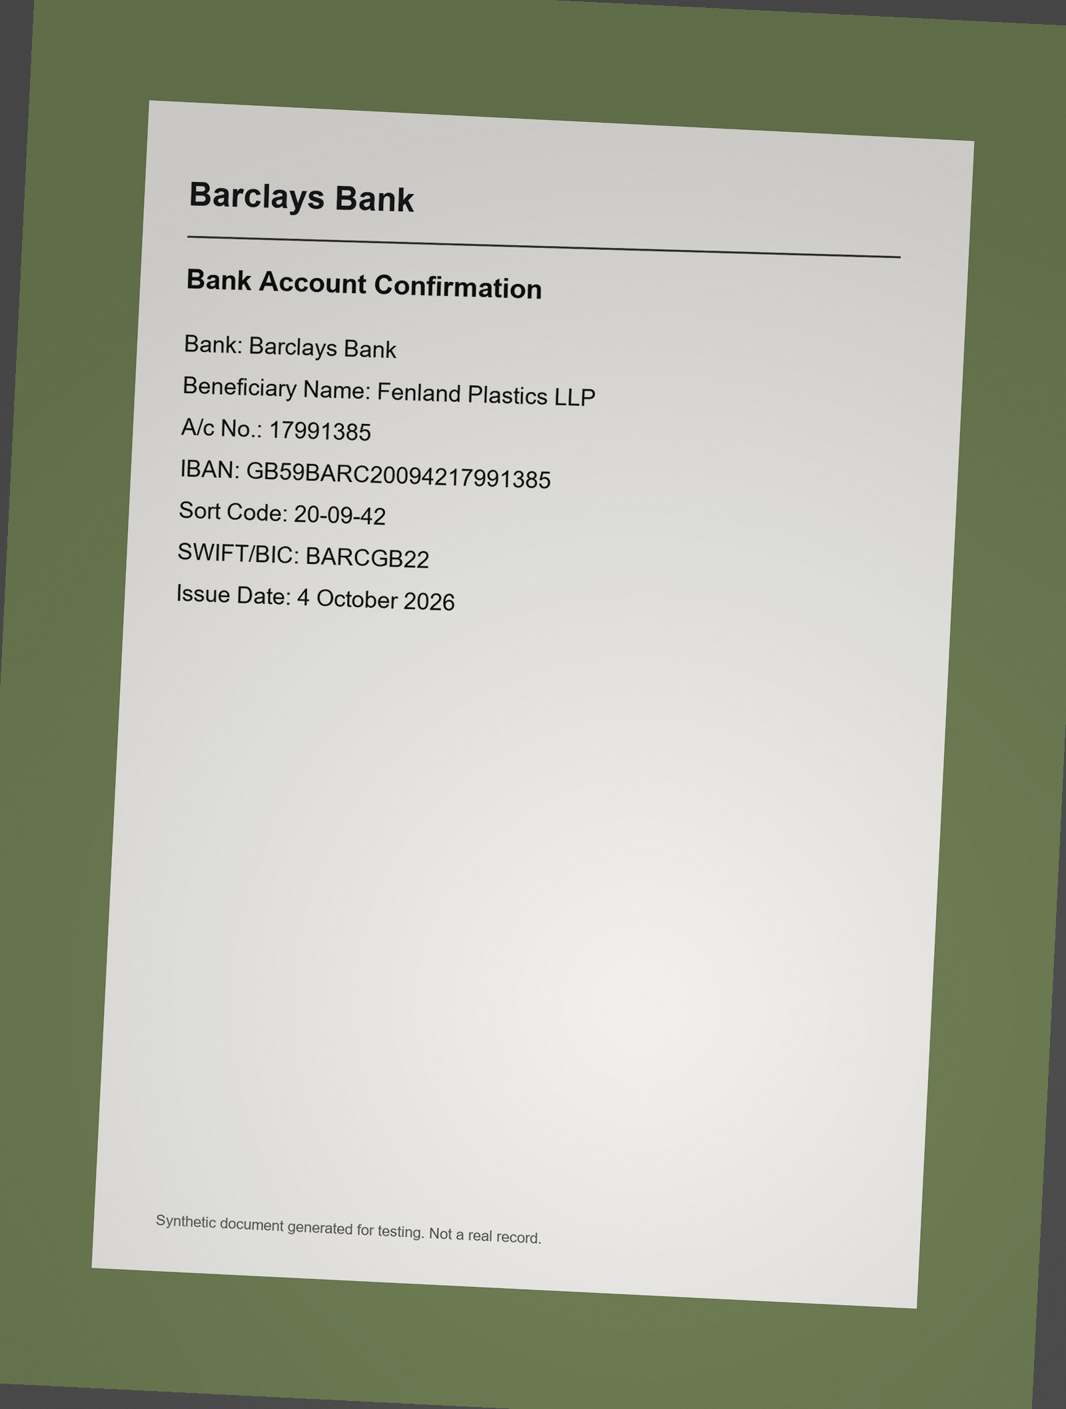 Barclays Bank
Bank Account Confirmation
Bank: Barclays Bank
Beneficiary Name: Fenland Plastics LLP
A/c No.: 17991385
IBAN: GB59BARC20094217991385
Sort Code: 20-09-42
SWIFT/BIC: BARCGB22
Issue Date: 4 October 2026
Synthetic document generated for testing. Not a real record.